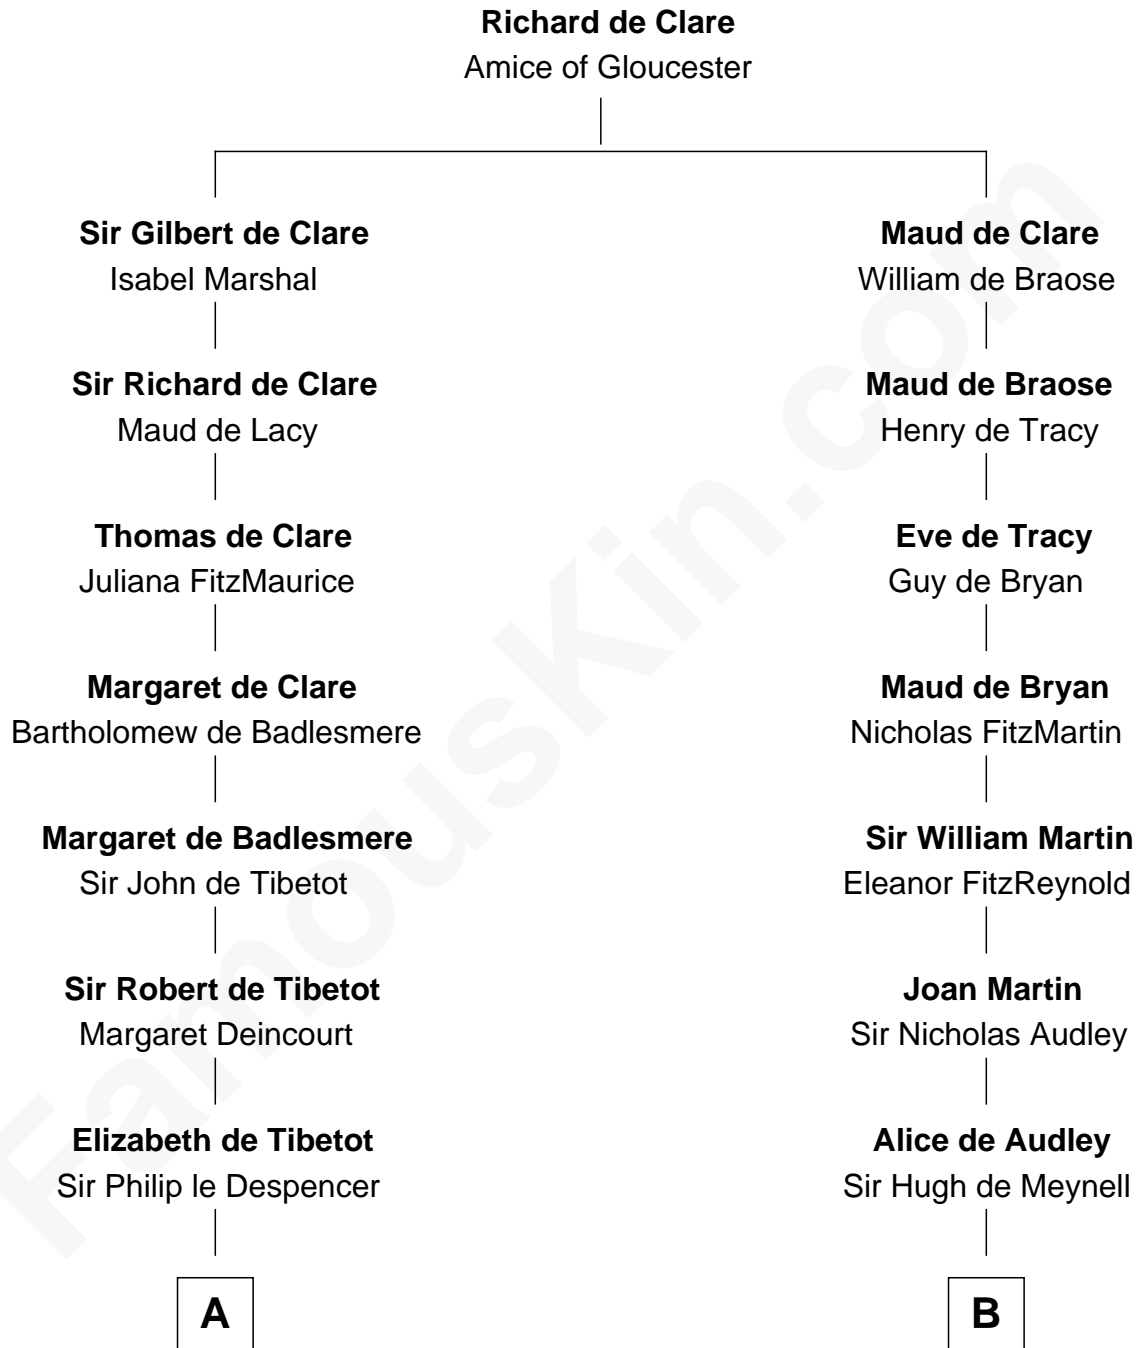 Richard de Clare
Amice of Gloucester
Sir Gilbert de Clare
Isabel Marshal
Sir Richard de Clare
Maud de Lacy
Thomas de Clare
Juliana FitzMaurice
Margaret de Clare
Bartholomew de Badlesmere
Margaret de Badlesmere
Sir John de Tibetot
Sir Robert de Tibetot
Margaret Deincourt
Elizabeth de Tibetot
Sir Philip le Despencer
A
Maud de Clare
William de Braose
Maud de Braose
Henry de Tracy
Eve de Tracy
Guy de Bryan
Maud de Bryan
Nicholas FitzMartin
Sir William Martin
Eleanor FitzReynold
Joan Martin
Sir Nicholas Audley
Alice de Audley
Sir Hugh de Meynell
B
FamousKin.com